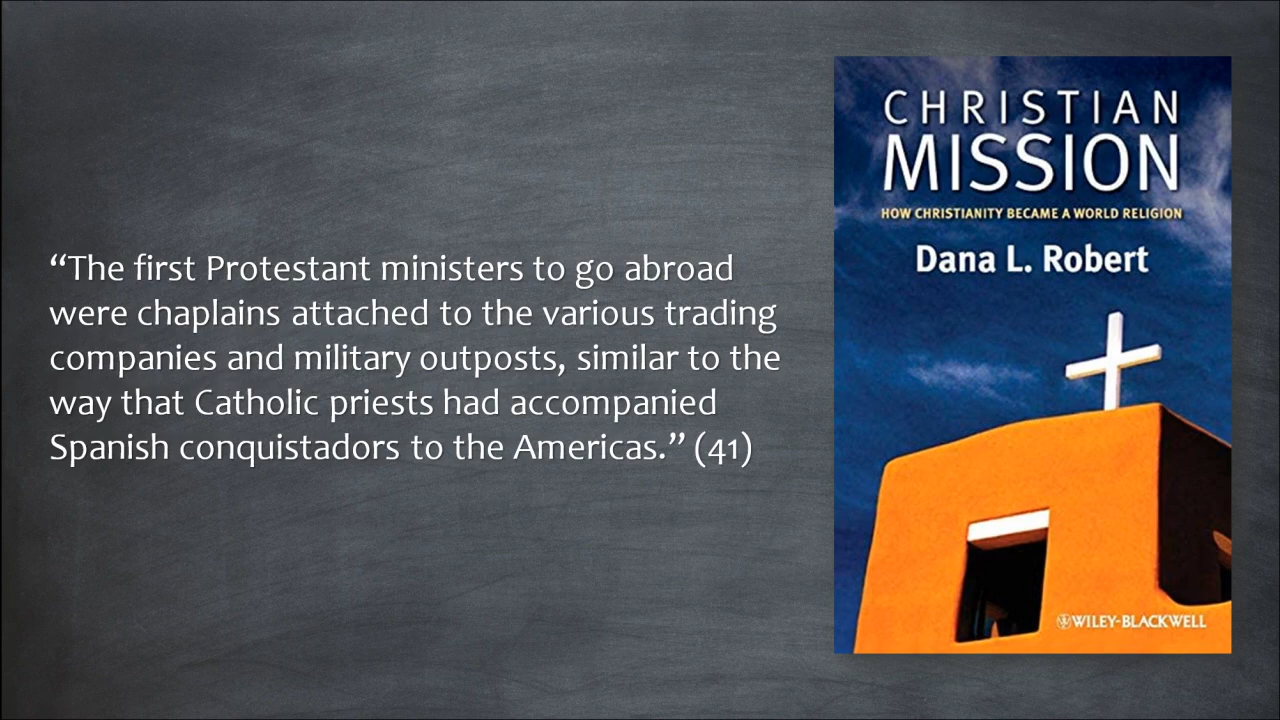 “The first Protestant ministers to go abroad
were chaplains attached to the various trading
companies and military outposts, similar to the
way that Catholic priests had accompanied
Spanish conquistadors to the Americas.” (41)
CHRISTIAN
MISSION
HOW CHRISTIANITY BECAME A WORLD RELIGION
Dana L. Robert
WILEY-BLACKWELL